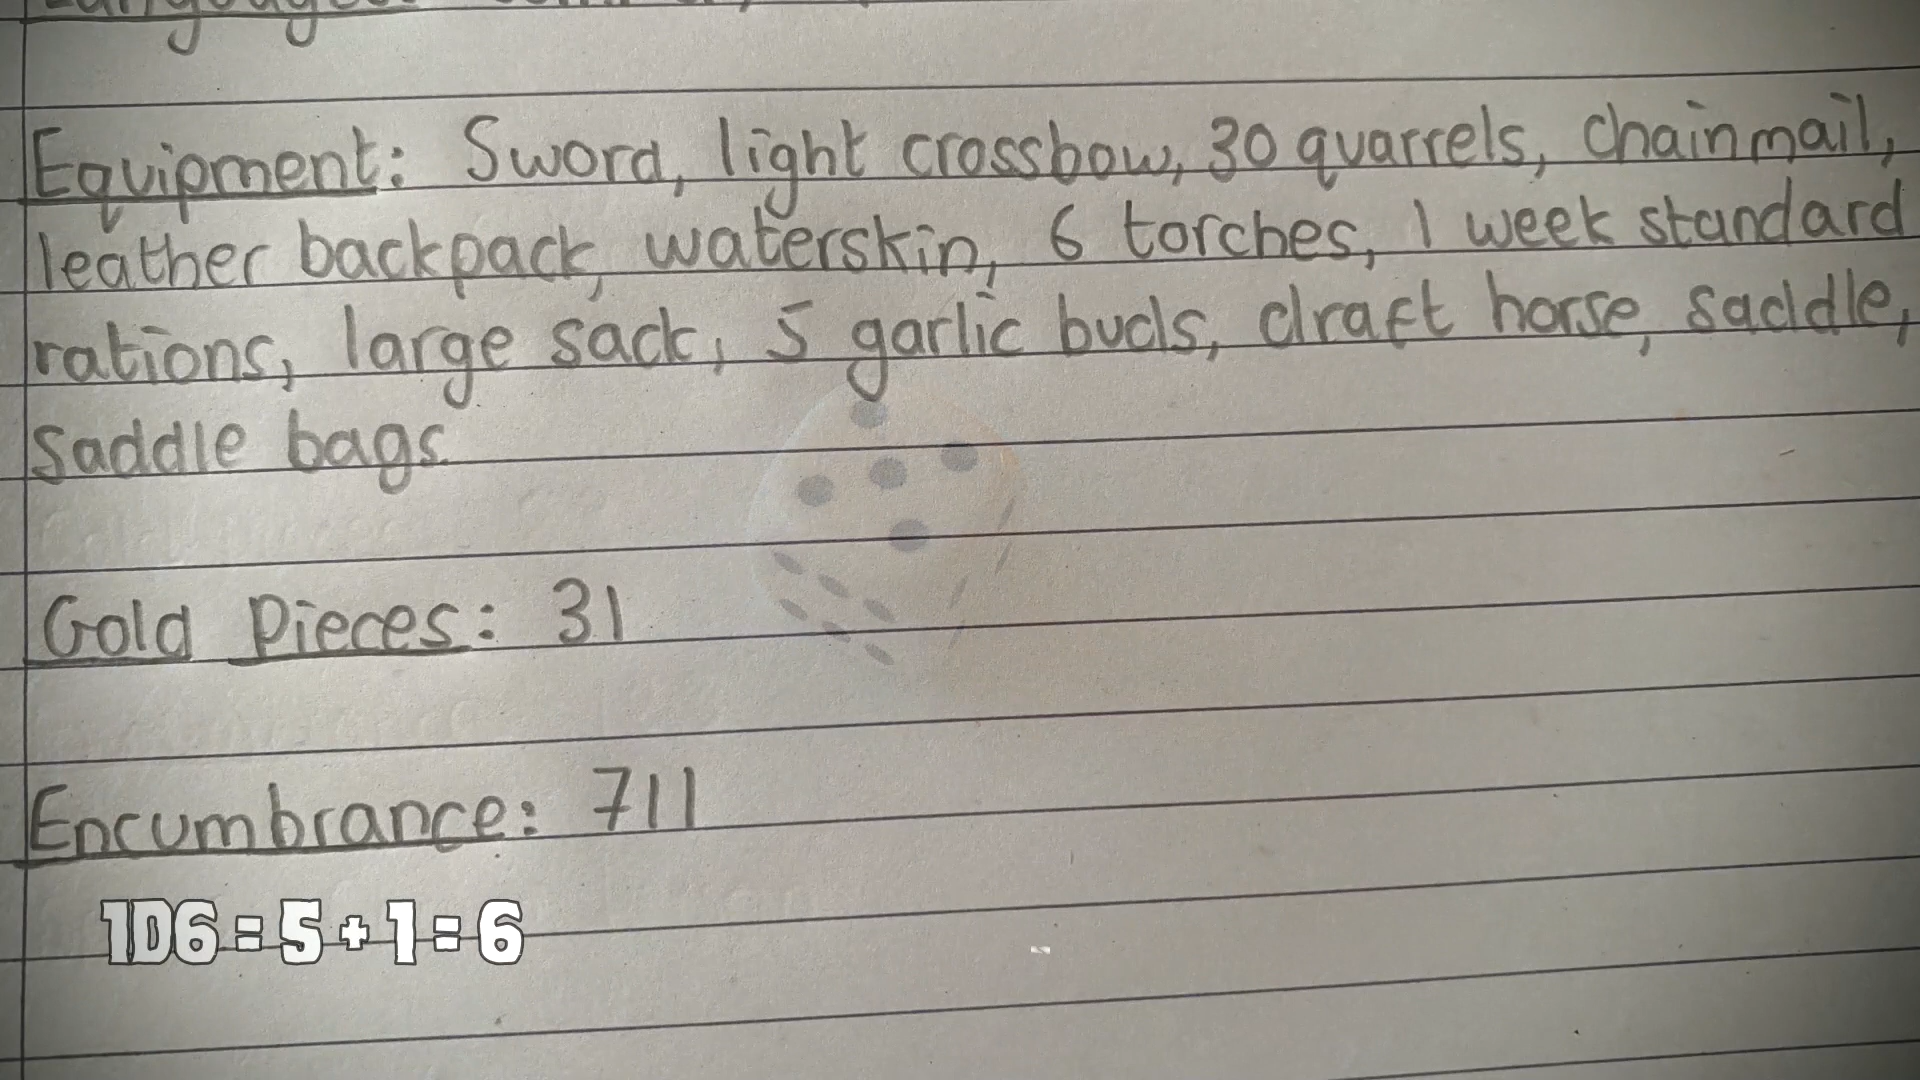 Equipment: Sword, light crossbow, 30 quarrels, chainmail,
leather backpack, waterskin, 6 torches, 1 week standard
rations, large sack, 5 garlic buds, draft horse, saddle,
saddle bags
Gold Pieces: 31
Encumbrance: 711
1D6 = 5 + 1 = 6